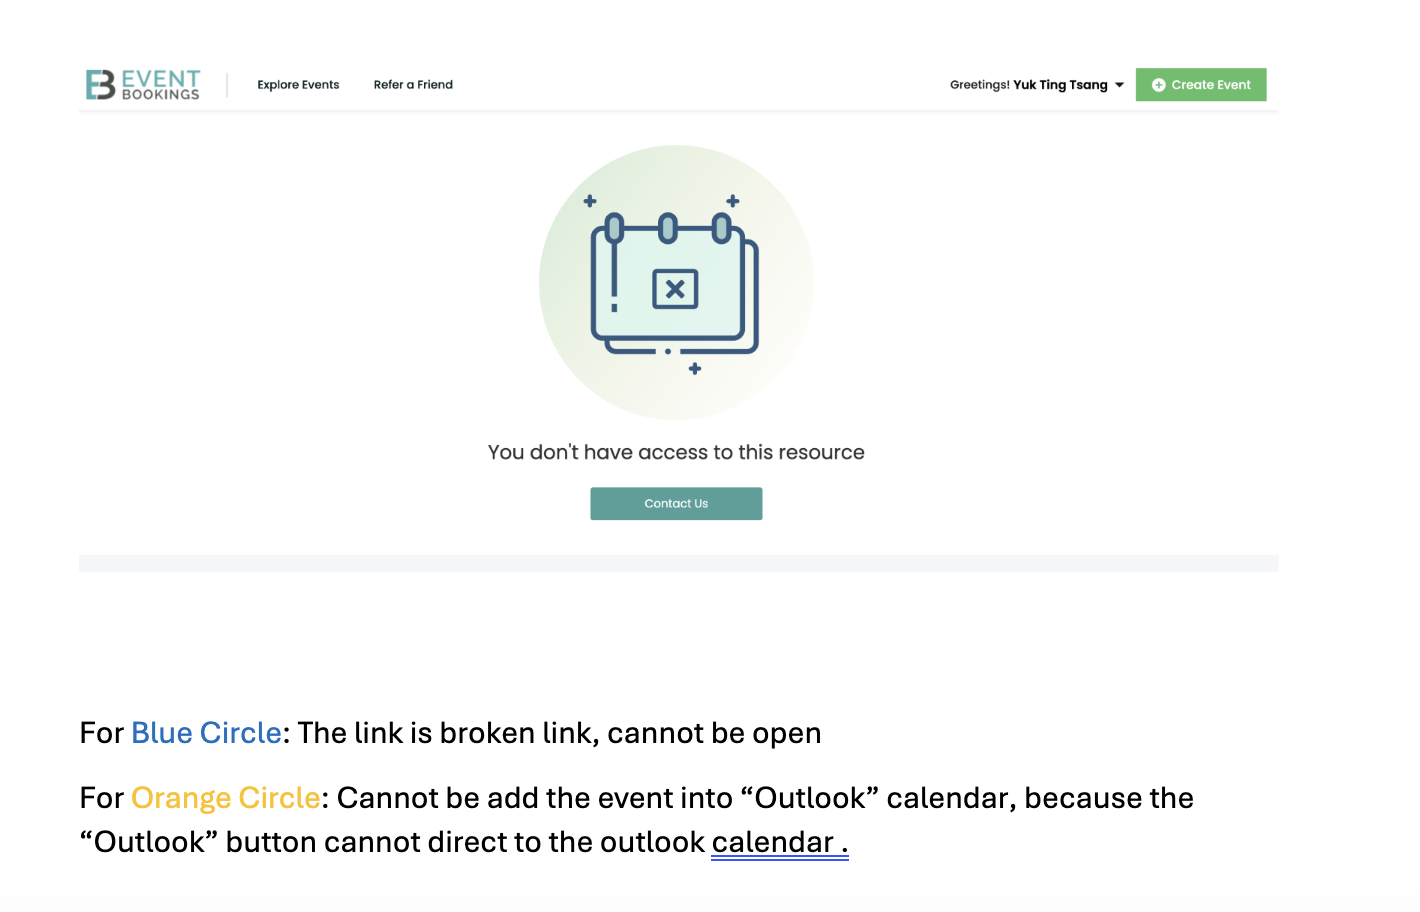 EVENT
BOOKINGS
Explore Events
Refer a Friend
Greetings! Yuk Ting Tsang
Create Event
You don't have access to this resource
Contact Us
For Blue Circle: The link is broken link, cannot be open
For Orange Circle: Cannot be add the event into “Outlook” calendar, because the
“Outlook” button cannot direct to the outlook calendar .